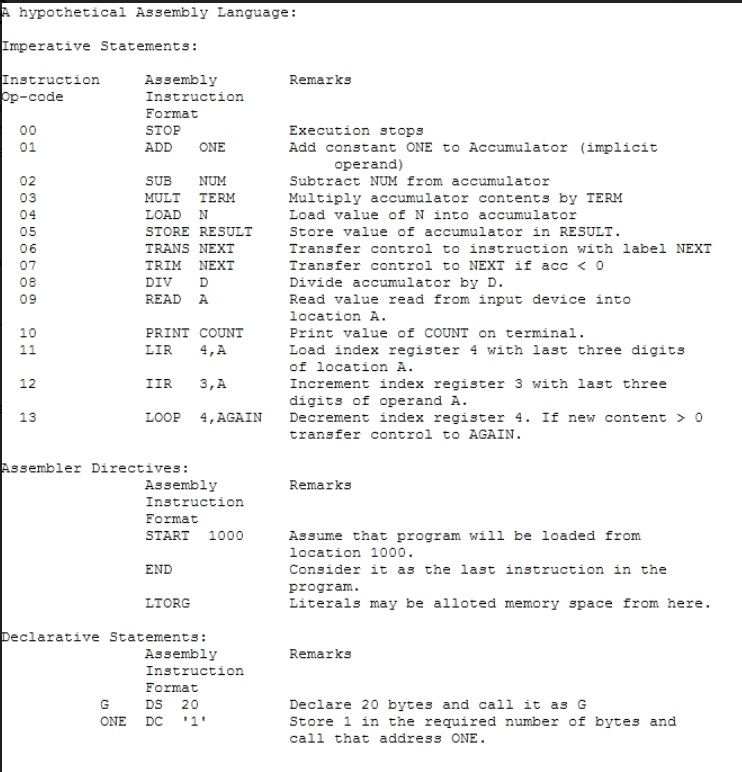 A hypothetical Assembly Language:
Imperative Statements:
Instruction Assembly Remarks
Op-code Instruction
Format
00 STOP Execution stops
01 ADD ONE Add constant ONE to Accumulator (implicit
operand)
02 SUB NUM Subtract NUM from accumulator
03 MULT TERM Multiply accumulator contents by TERM
04 LOAD N Load value of N into accumulator
05 STORE RESULT Store value of accumulator in RESULT.
06 TRANS NEXT Transfer control to instruction with label NEXT
07 TRIM NEXT Transfer control to NEXT if acc < 0
08 DIV D Divide accumulator by D.
09 READ A Read value read from input device into
location A.
10 PRINT COUNT Print value of COUNT on terminal.
11 LIR 4,A Load index register 4 with last three digits
of location A.
12 IIR 3,A Increment index register 3 with last three
digits of operand A.
13 LOOP 4,AGAIN Decrement index register 4. If new content > 0
transfer control to AGAIN.
Assembler Directives:
Assembly Remarks
Instruction
Format
START 1000 Assume that program will be loaded from
location 1000.
END Consider it as the last instruction in the
program.
LTORG Literals may be alloted memory space from here.
Declarative Statements:
Assembly Remarks
Instruction
Format
G DS 20 Declare 20 bytes and call it as G
ONE DC '1' Store 1 in the required number of bytes and
call that address ONE.